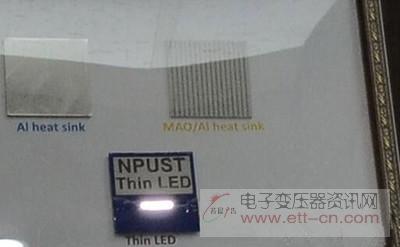 Al heat sink
MAO/Al heat sink
NPUST
Thin LED
Thin LED
电子变压器资讯网
www.ett-cn.com